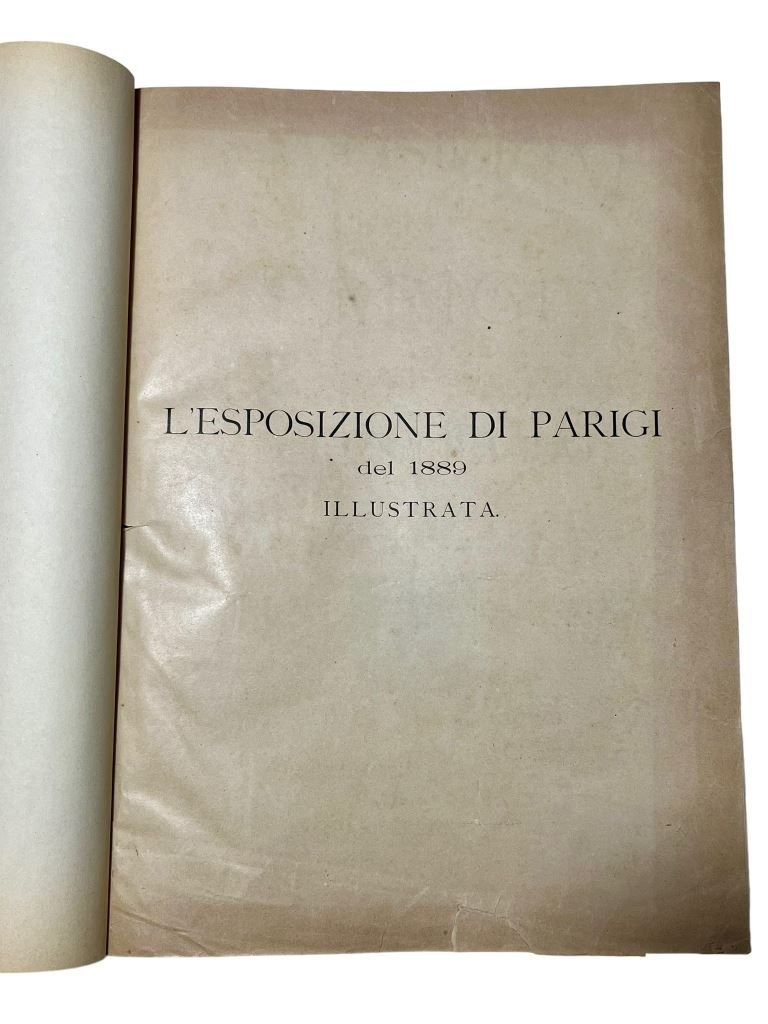 L'ESPOSIZIONE DI PARIGI
del 1889
ILLUSTRATA.